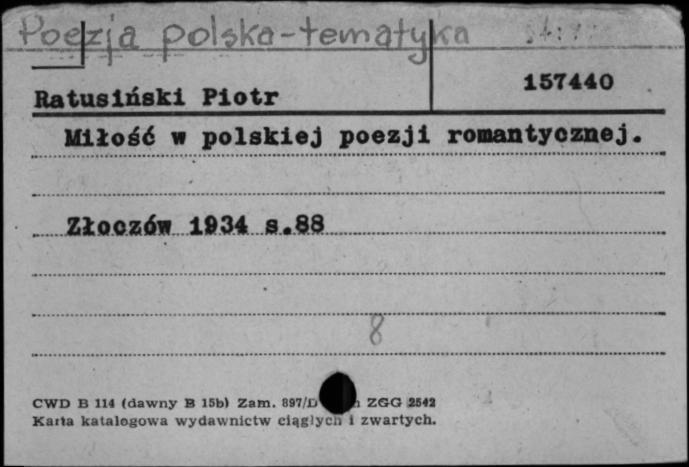 Poezja polska-tematyka
Ratusiński Piotr
157440
Miłość w polskiej poezji romantycznej.
Złoczów 1934 s.88
8
CWD B 114 (dawny B 15b) Zam. 897/D ZGG 2542
Karta katalogowa wydawnictw ciągłych i zwartych.